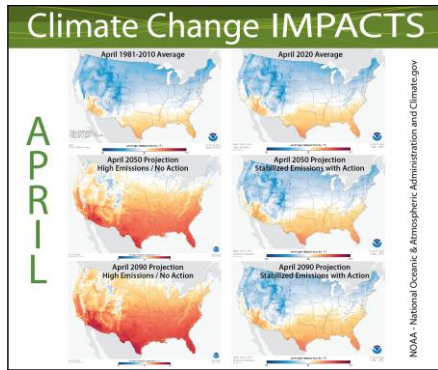 Climate Change IMPACTS
April 1981-2010 Average
April 2020 Average
APRIL
April 2050 Projection
High Emissions / No Action
April 2050 Projection
Stabilized Emissions with Action
April 2090 Projection
High Emissions / No Action
April 2090 Projection
Stabilized Emissions with Action
NOAA - National Oceanic & Atmospheric Administration and Climate.gov